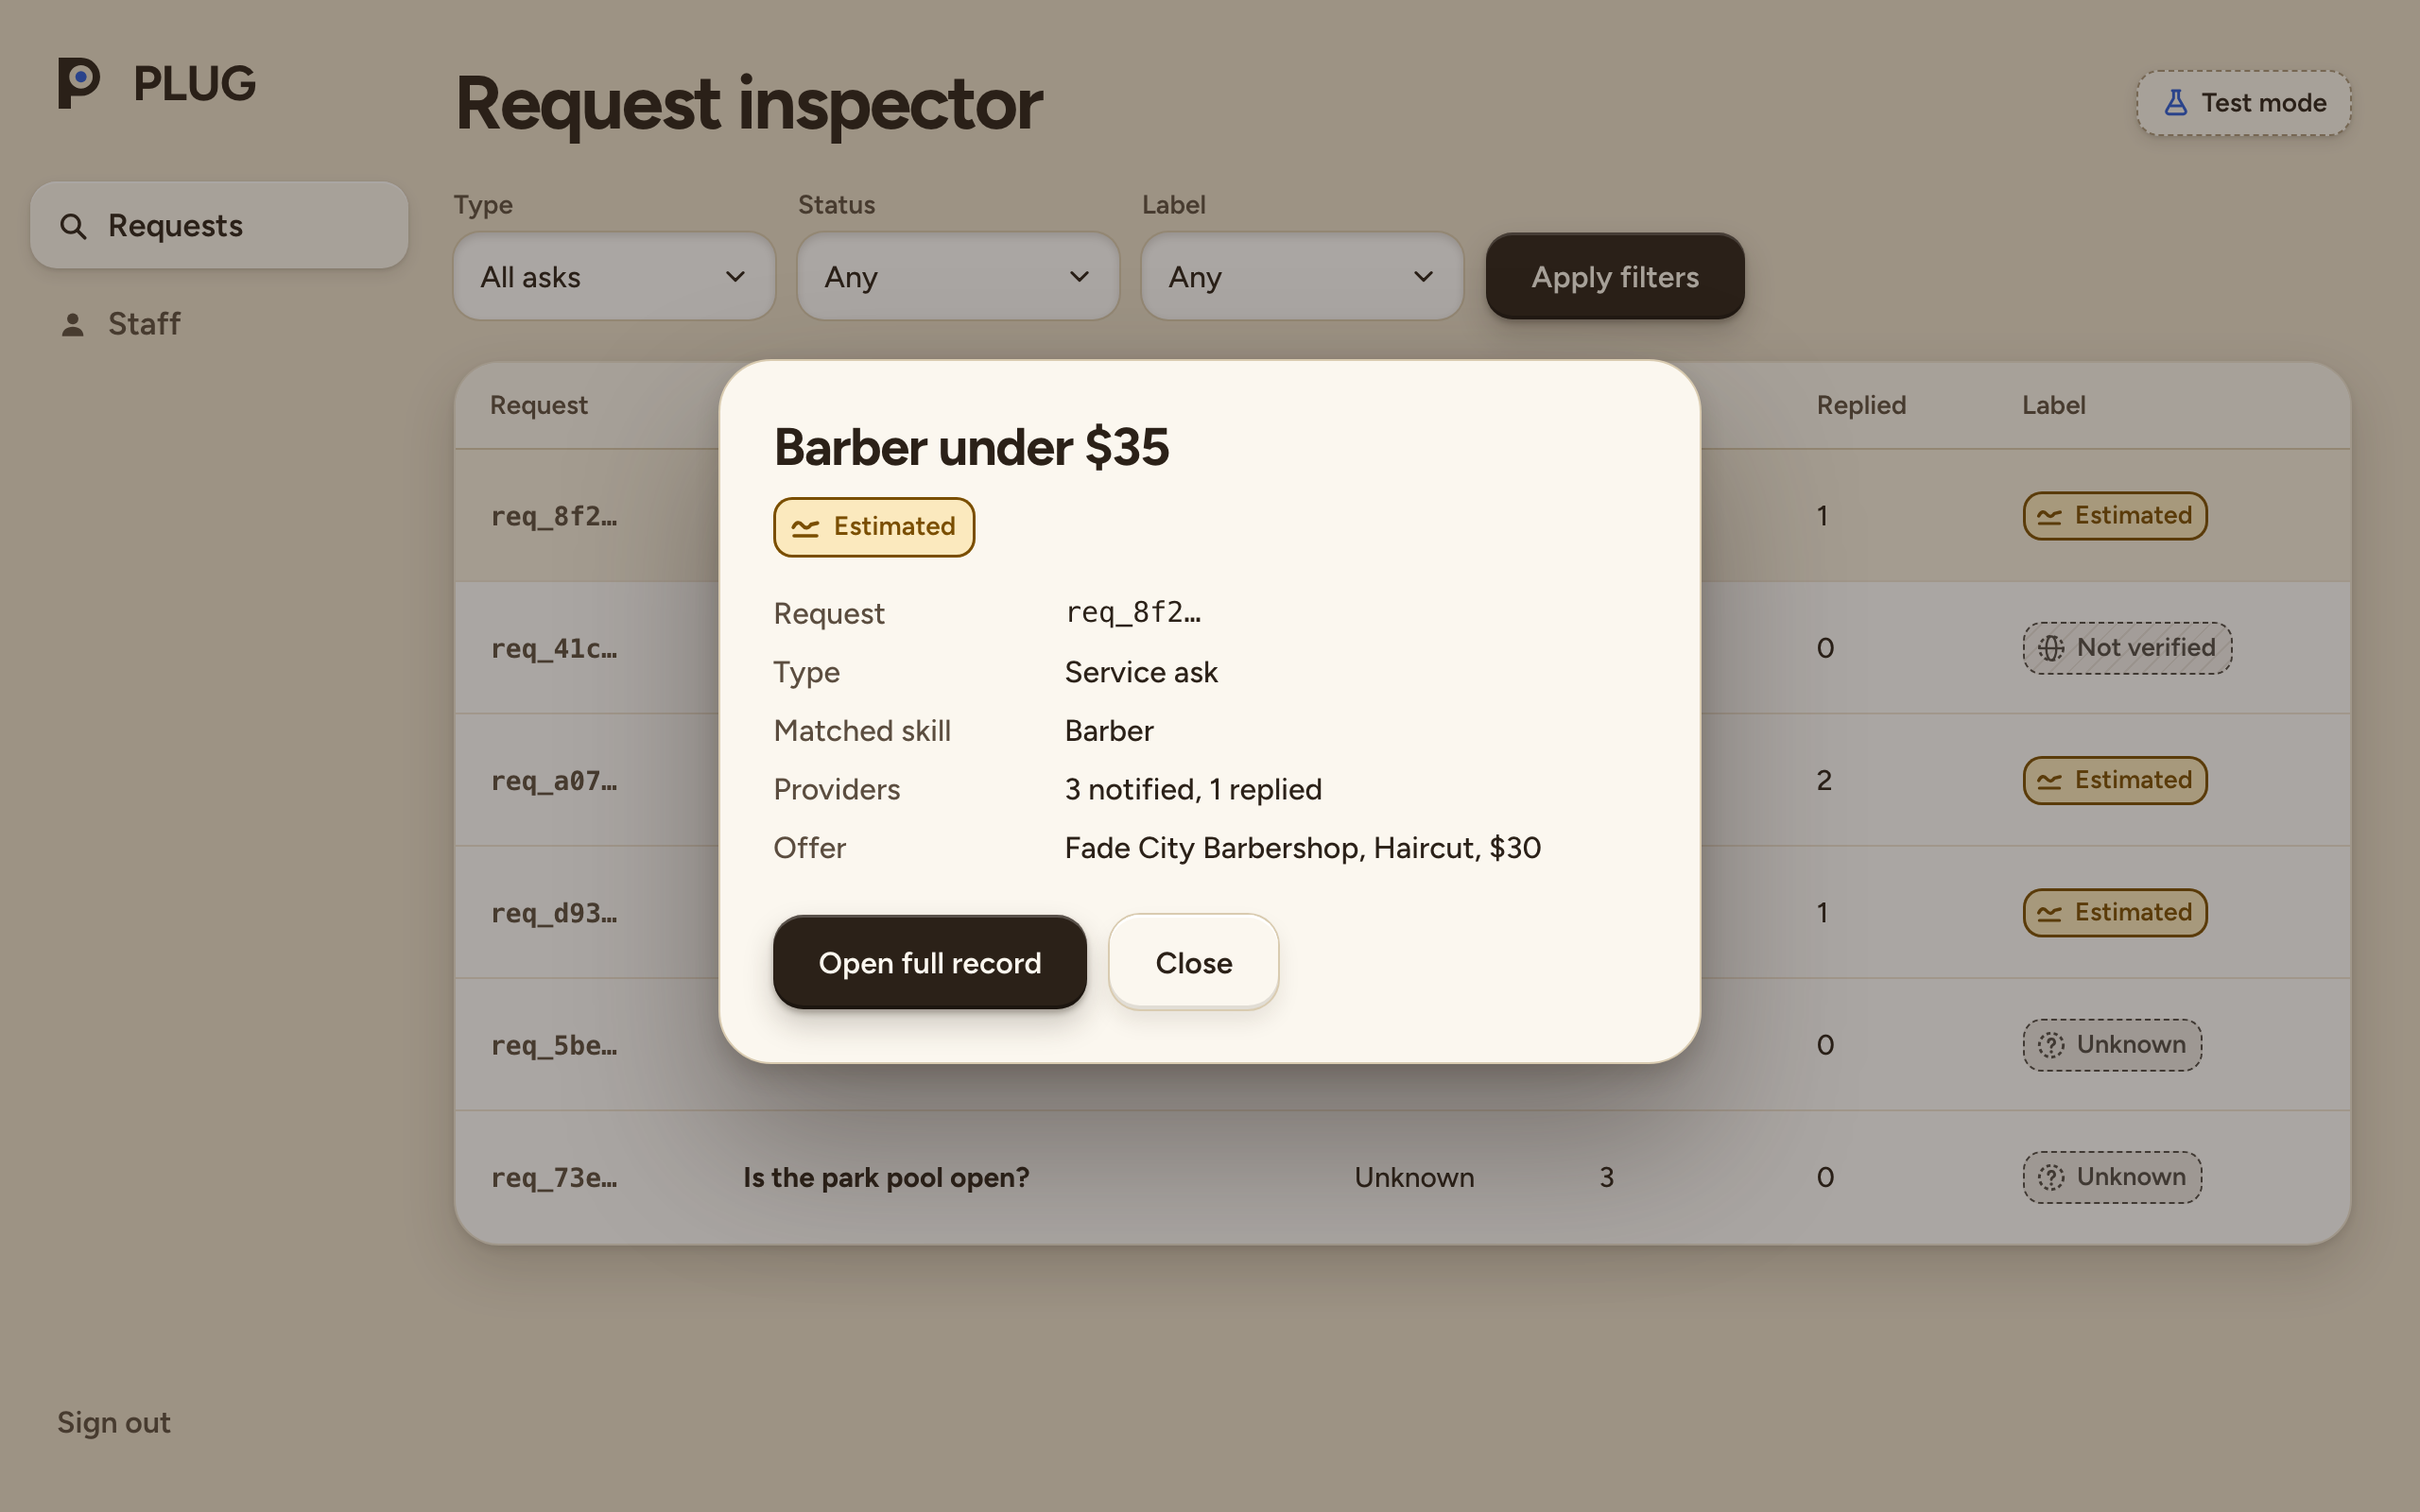 PLUG
Request inspector
Test mode
Requests
Staff
Type Status Label
All asks Any Any Apply filters
Request Replied Label
req_8f2… 1 Estimated
req_41c… 0 Not verified
req_a07… 2 Estimated
req_d93… 1 Estimated
req_5be… 0 Unknown
req_73e… Is the park pool open? Unknown 3 0 Unknown
Barber under $35
Estimated
Request req_8f2…
Type Service ask
Matched skill Barber
Providers 3 notified, 1 replied
Offer Fade City Barbershop, Haircut, $30
Open full record Close
Sign out